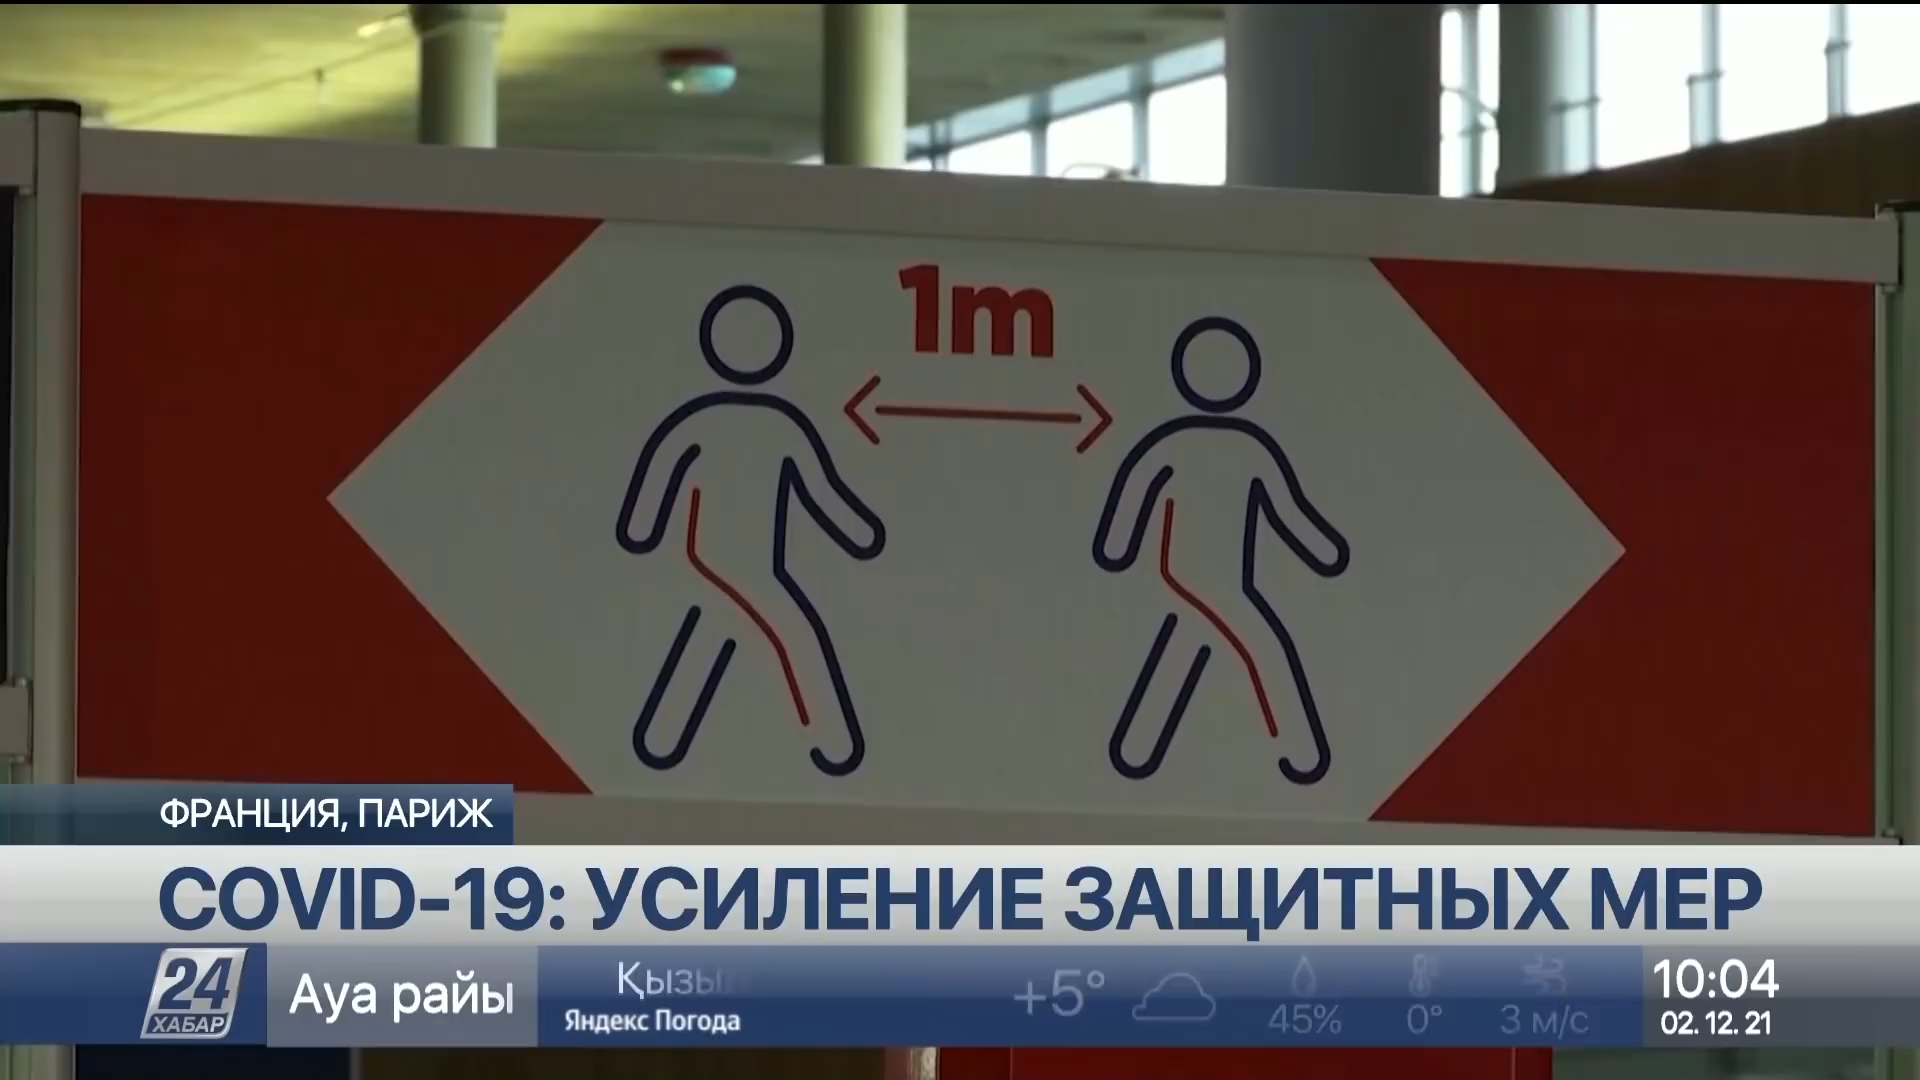 1m
ФРАНЦИЯ, ПАРИЖ
COVID-19: УСИЛЕНИЕ ЗАЩИТНЫХ МЕР
24
ХАБАР
Ауа райы
Яндекс Погода
+5°
45%
0°
3 м/с
10:04
02. 12. 21